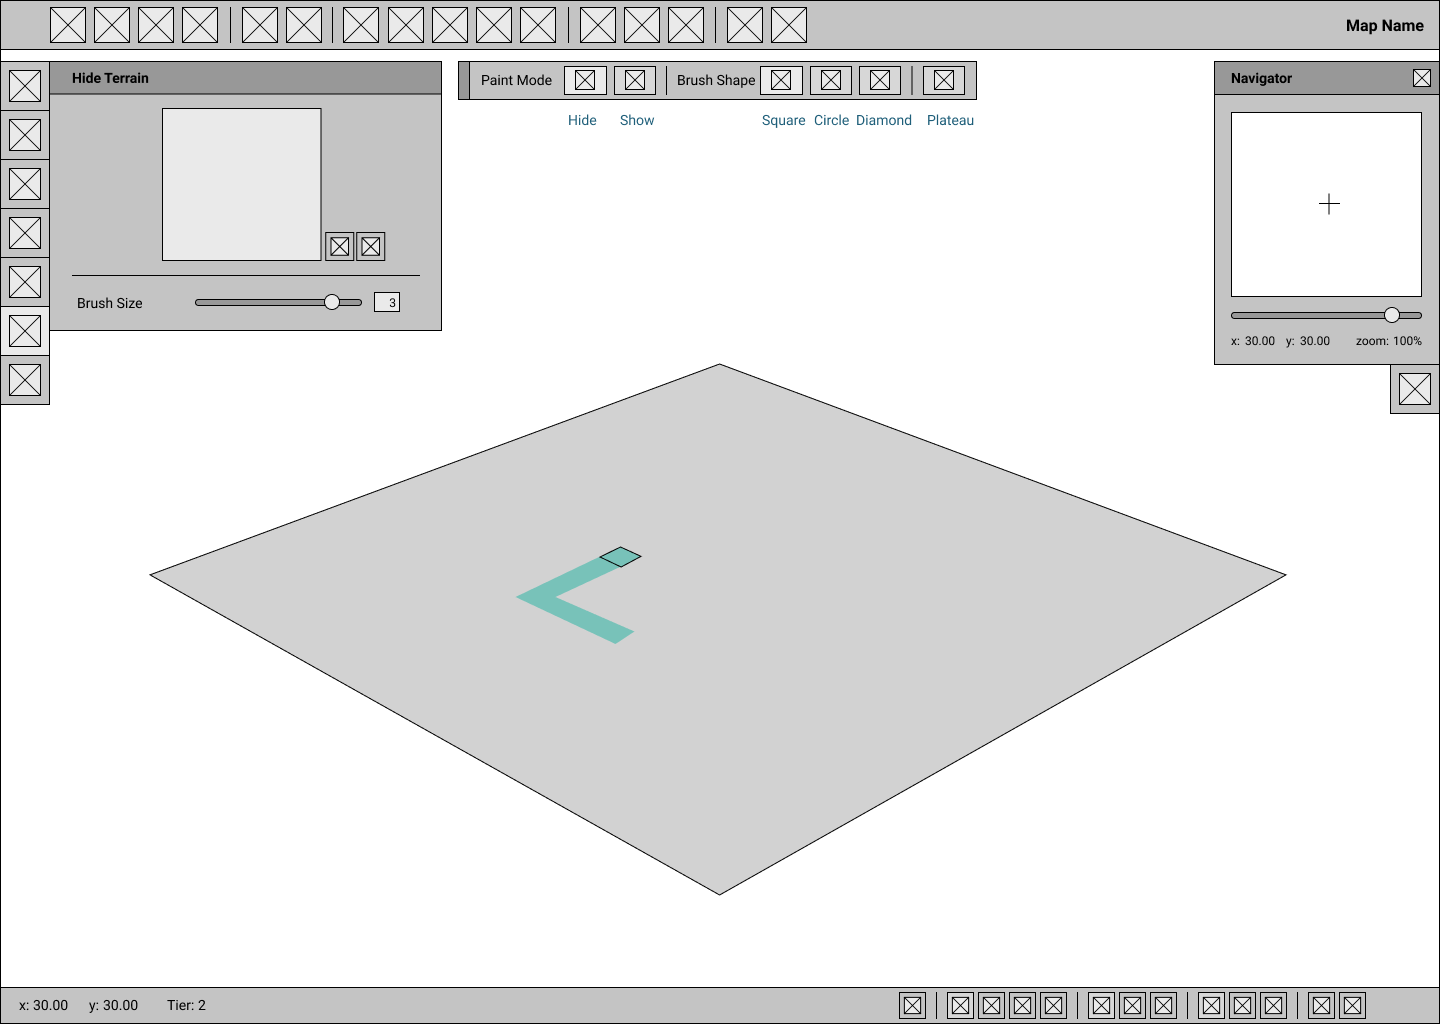 Map Name
Hide Terrain
Brush Size
3
Paint Mode
Brush Shape
Hide
Show
Square
Circle
Diamond
Plateau
Navigator
x: 30.00 y: 30.00 zoom: 100%
x: 30.00 y: 30.00 Tier: 2